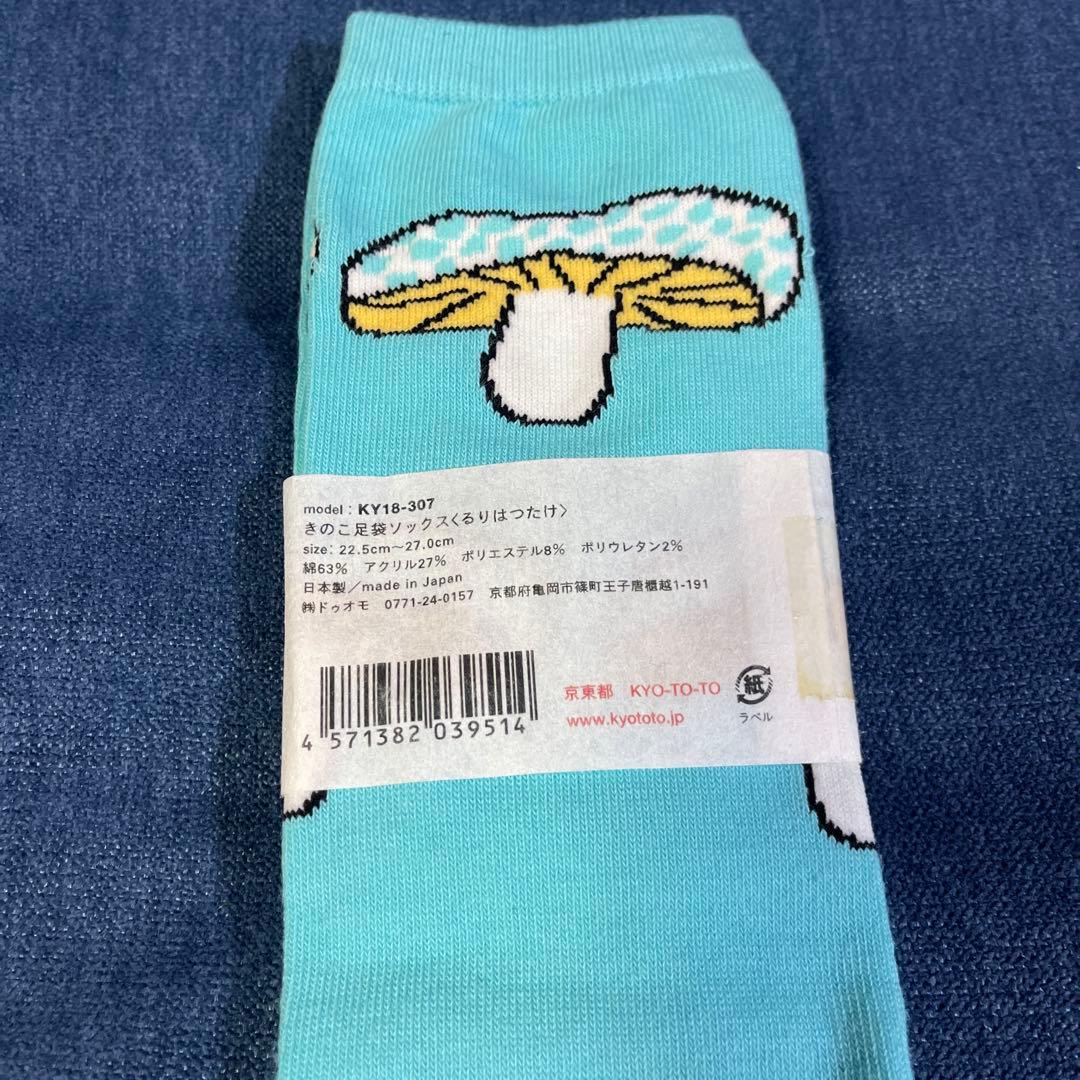 model : KY18-307
きのこ足袋ソックス〈るりはつたけ〉
size: 22.5cm〜27.0cm
綿63% アクリル27% ポリエステル8% ポリウレタン2%
日本製／made in Japan
㈱ドゥオモ 0771-24-0157 京都府亀岡市篠町王子唐櫃越1-191
京東都 KYO-TO-TO
www.kyototo.jp
紙
ラベル
4 571382 039514